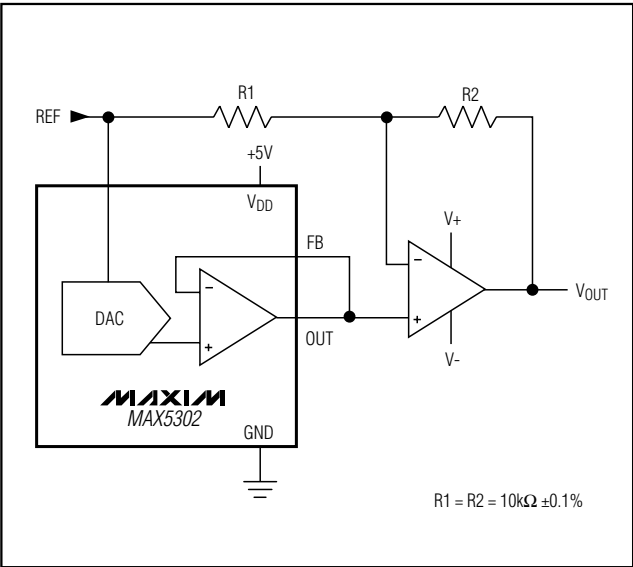 R1
R2
REF
+5V
VDD
V+
FB
−
−
DAC
VOUT
+
OUT
+
V-
MAXIM
MAX5302
GND
R1 = R2 = 10kΩ ±0.1%